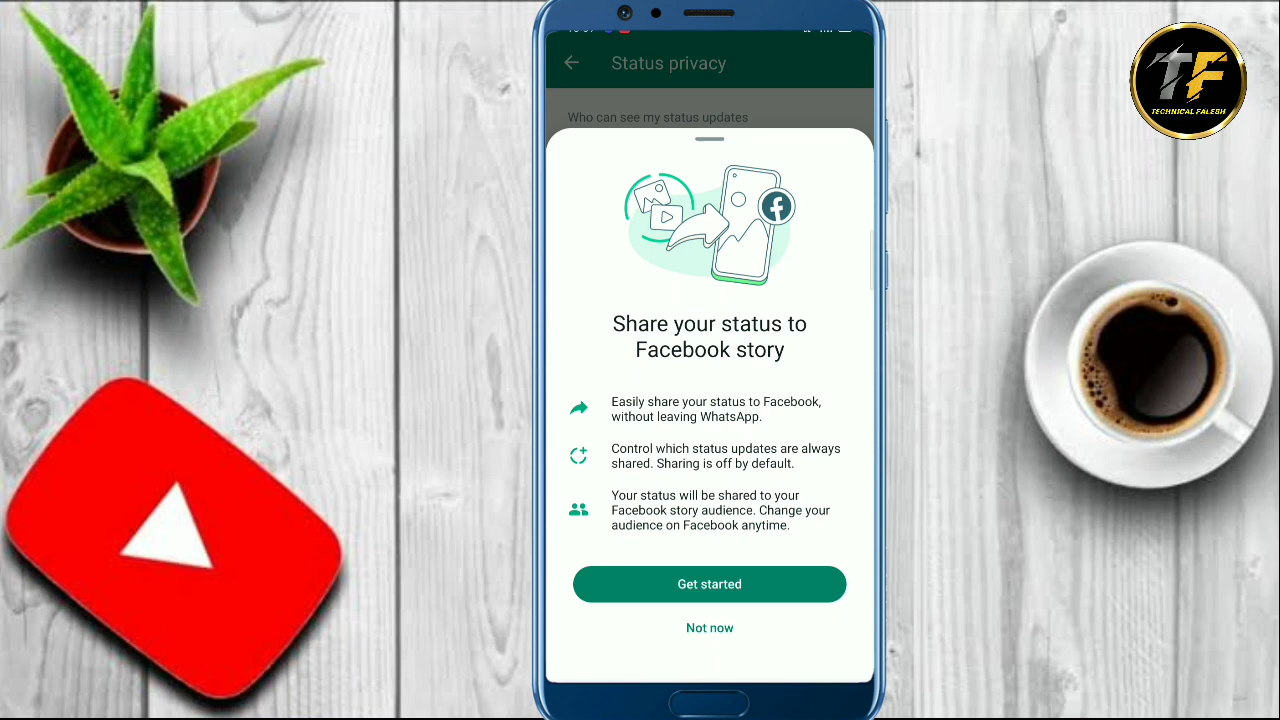 Status privacy
Who can see my status updates
Share your status to
Facebook story
Easily share your status to Facebook,
without leaving WhatsApp.
Control which status updates are always
shared. Sharing is off by default.
Your status will be shared to your
Facebook story audience. Change your
audience on Facebook anytime.
Get started
Not now
TF
TECHNICAL FALESH